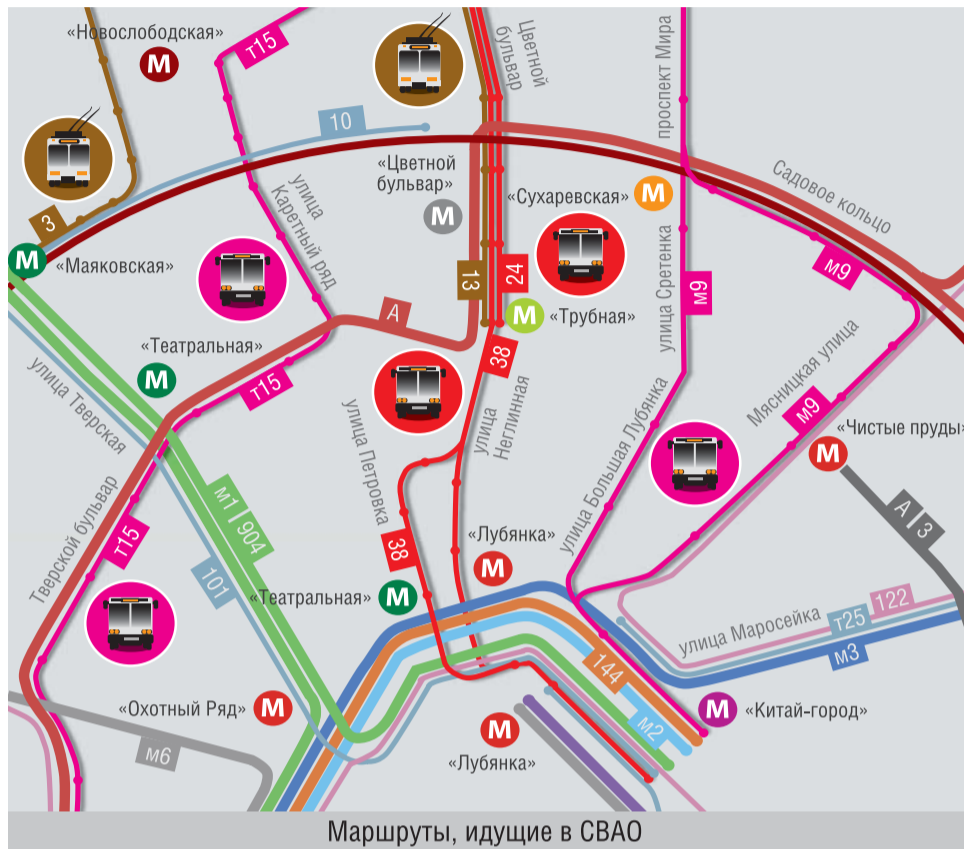 «Новослободская»
М
т15
Цветной
бульвар
проспект Мира
10
«Цветной
бульвар»
М
улица
Каретный ряд
«Сухаревская»
М
Садовое кольцо
3
М
«Маяковская»
13
24
улица Сретенка
м9
м9
А
М
«Трубная»
«Театральная»
М
38
улица Тверская
т15
улица Петровка
улица
Неглинная
улица Большая Лубянка
Мясницкая улица
м9
«Чистые пруды»
М
Тверской бульвар
т15
м1 | 904
101
38
А | 3
«Лубянка»
М
«Театральная»
М
улица Маросейка
т25
122
м3
144
м2
«Охотный Ряд»
М
м6
М
«Лубянка»
М
«Китай-город»
Маршруты, идущие в СВАО